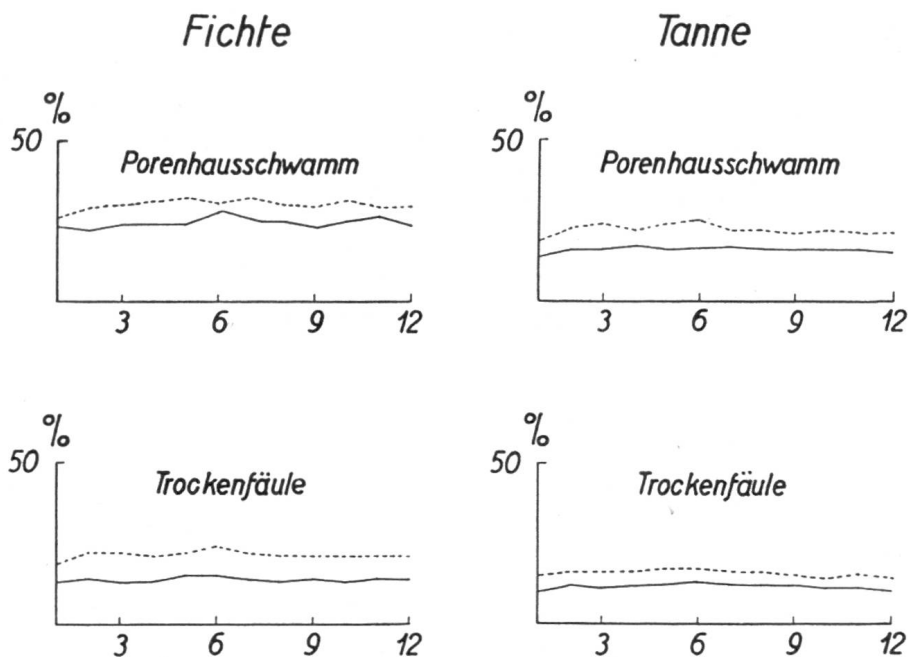 Fichte
Tanne
%
50
Porenhausschwamm
3 6 9 12
%
50
Porenhausschwamm
3 6 9 12
%
50
Trockenfäule
3 6 9 12
%
50
Trockenfäule
3 6 9 12